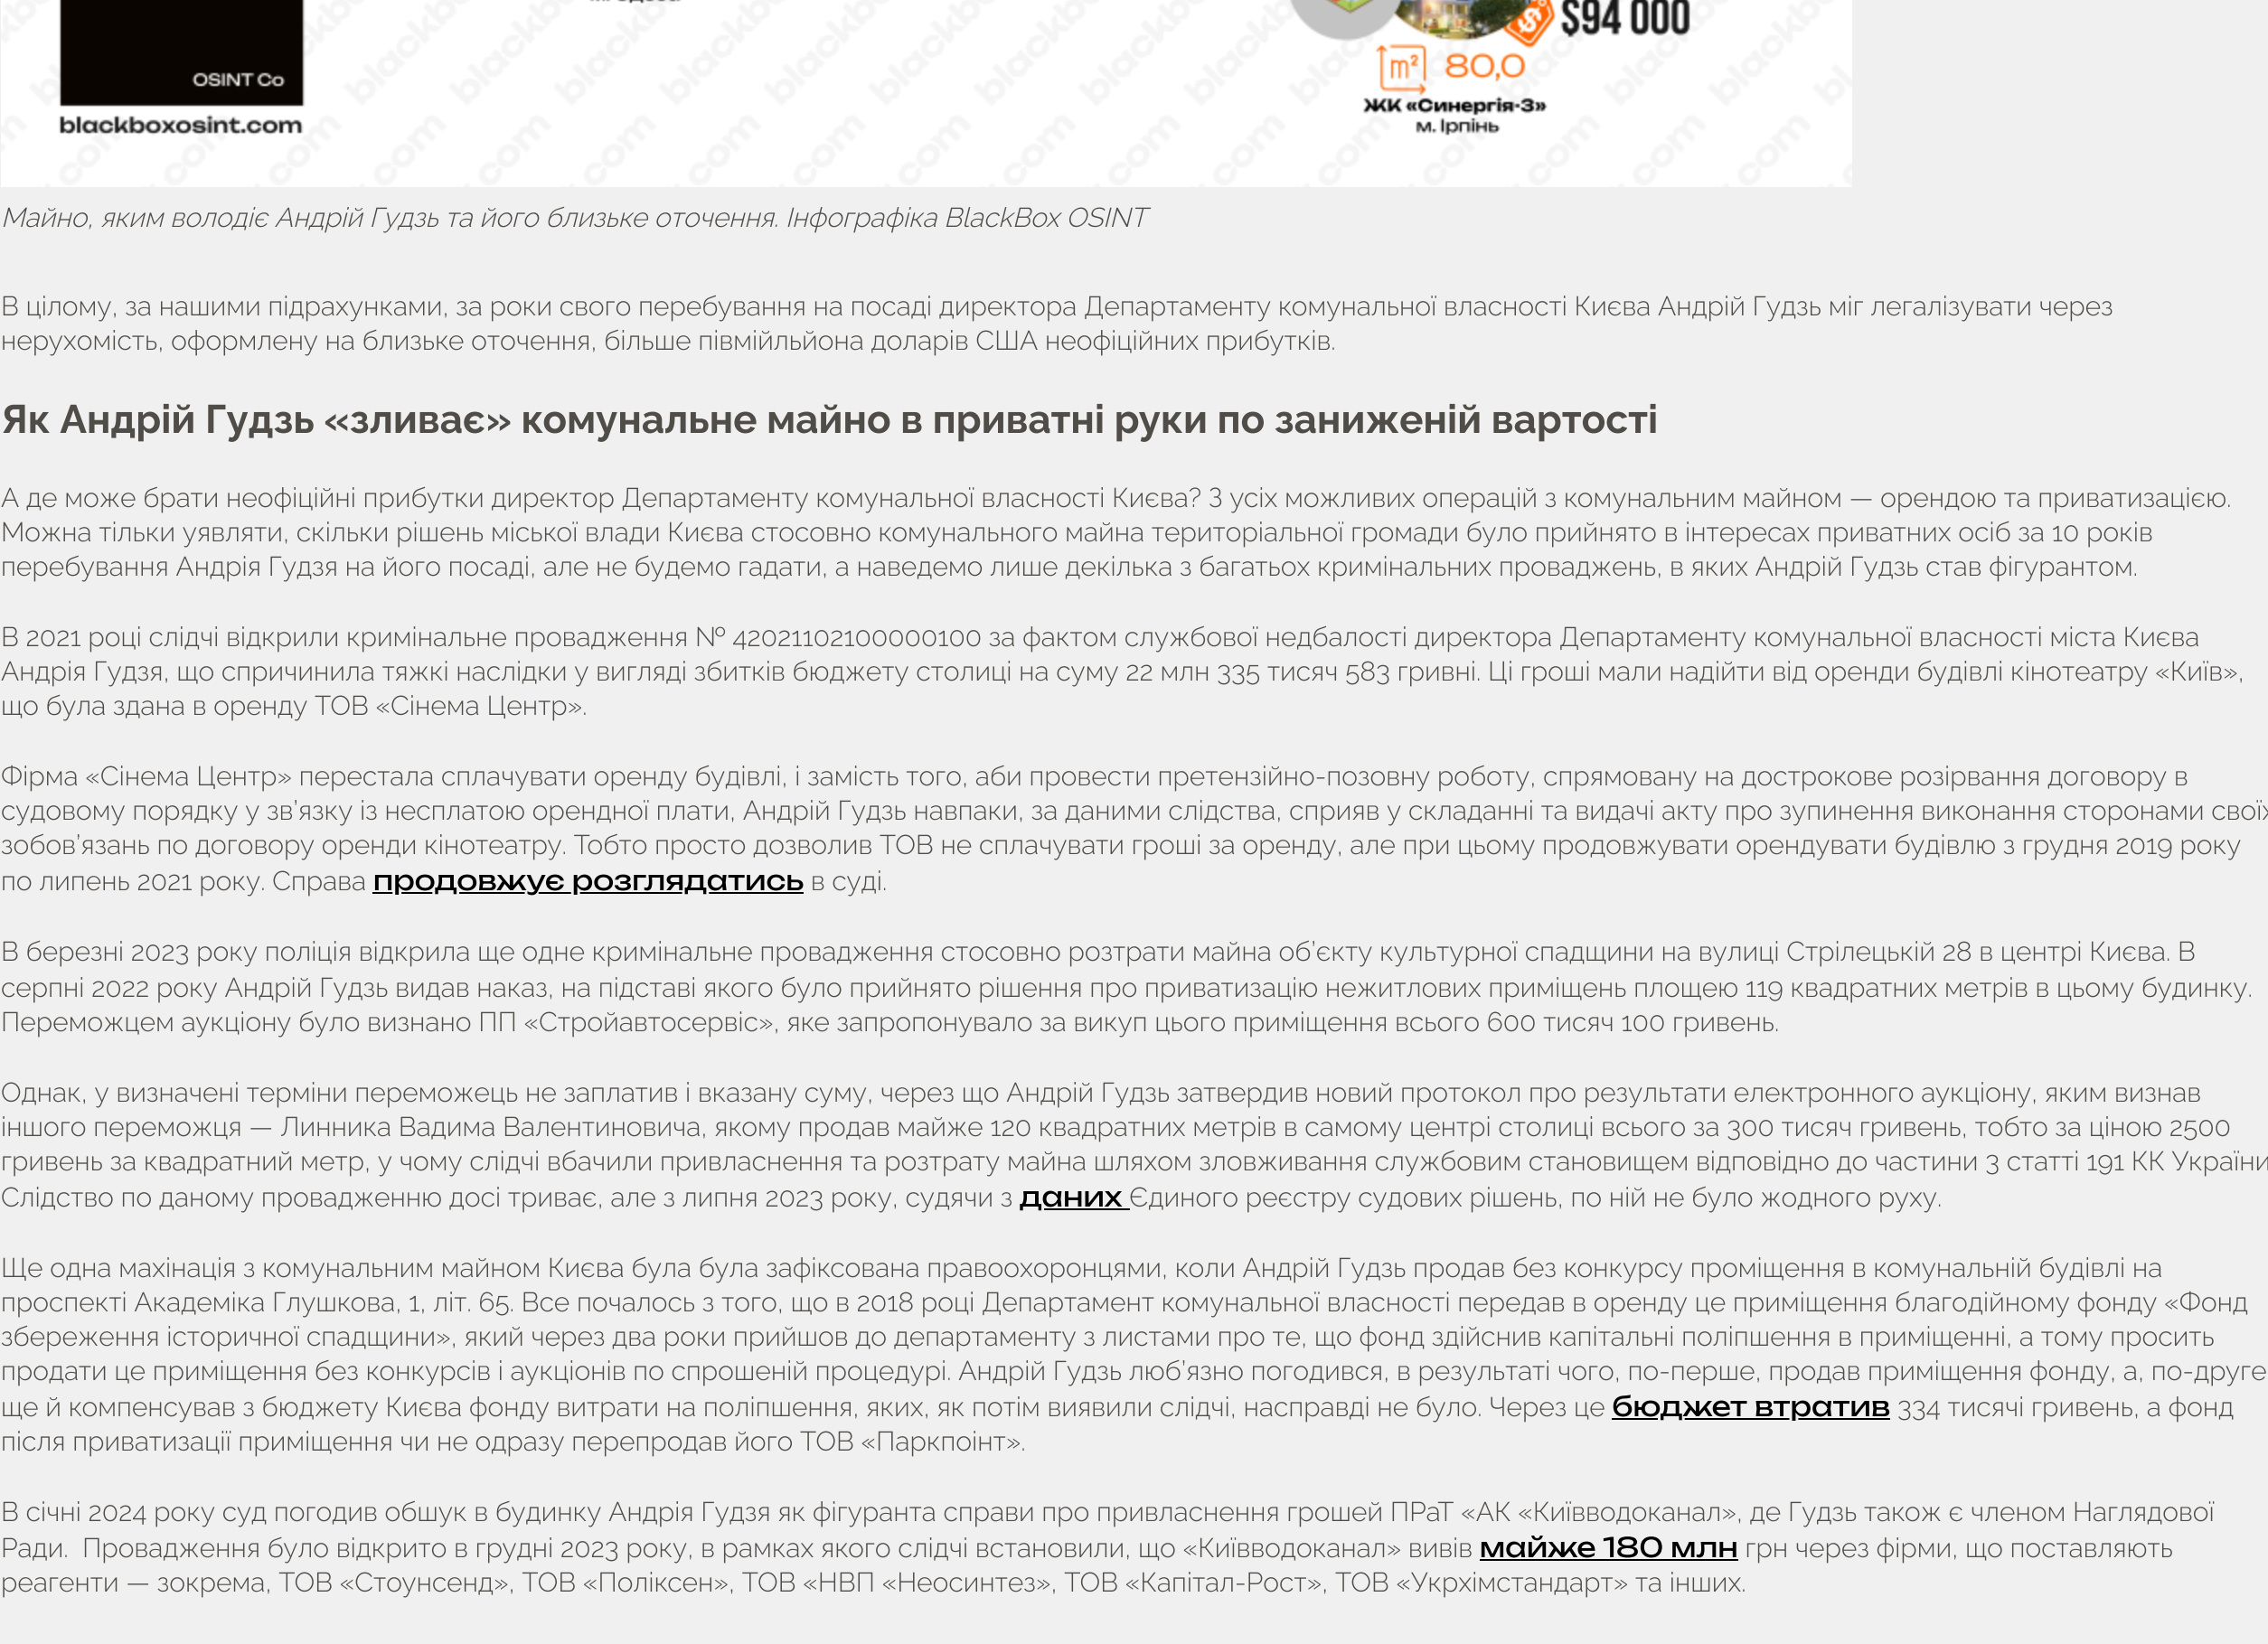 $94 000
OSINT Co
m² 80,0
ЖК «Синергія-3»
blackboxosint.com
м. Ірпінь
Майно, яким володіє Андрій Гудзь та його близьке оточення. Інфографіка BlackBox OSINT
В цілому, за нашими підрахунками, за роки свого перебування на посаді директора Департаменту комунальної власності Києва Андрій Гудзь міг легалізувати через
нерухомість, оформлену на близьке оточення, більше півмійльйона доларів США неофіційних прибутків.
Як Андрій Гудзь «зливає» комунальне майно в приватні руки по заниженій вартості
А де може брати неофіційні прибутки директор Департаменту комунальної власності Києва? З усіх можливих операцій з комунальним майном — орендою та приватизацією.
Можна тільки уявляти, скільки рішень міської влади Києва стосовно комунального майна територіальної громади було прийнято в інтересах приватних осіб за 10 років
перебування Андрія Гудзя на його посаді, але не будемо гадати, а наведемо лише декілька з багатьох кримінальних проваджень, в яких Андрій Гудзь став фігурантом.
В 2021 році слідчі відкрили кримінальне провадження № 42021102100000100 за фактом службової недбалості директора Департаменту комунальної власності міста Києва
Андрія Гудзя, що спричинила тяжкі наслідки у вигляді збитків бюджету столиці на суму 22 млн 335 тисяч 583 гривні. Ці гроші мали надійти від оренди будівлі кінотеатру «Київ»,
що була здана в оренду ТОВ «Сінема Центр».
Фірма «Сінема Центр» перестала сплачувати оренду будівлі, і замість того, аби провести претензійно-позовну роботу, спрямовану на дострокове розірвання договору в
судовому порядку у зв’язку із несплатою орендної плати, Андрій Гудзь навпаки, за даними слідства, сприяв у складанні та видачі акту про зупинення виконання сторонами своїх
зобов’язань по договору оренди кінотеатру. Тобто просто дозволив ТОВ не сплачувати гроші за оренду, але при цьому продовжувати орендувати будівлю з грудня 2019 року
по липень 2021 року. Справа продовжує розглядатись в суді.
В березні 2023 року поліція відкрила ще одне кримінальне провадження стосовно розтрати майна об’єкту культурної спадщини на вулиці Стрілецькій 28 в центрі Києва. В
серпні 2022 року Андрій Гудзь видав наказ, на підставі якого було прийнято рішення про приватизацію нежитлових приміщень площею 119 квадратних метрів в цьому будинку.
Переможцем аукціону було визнано ПП «Стройавтосервіс», яке запропонувало за викуп цього приміщення всього 600 тисяч 100 гривень.
Однак, у визначені терміни переможець не заплатив і вказану суму, через що Андрій Гудзь затвердив новий протокол про результати електронного аукціону, яким визнав
іншого переможця — Линника Вадима Валентиновича, якому продав майже 120 квадратних метрів в самому центрі столиці всього за 300 тисяч гривень, тобто за ціною 2500
гривень за квадратний метр, у чому слідчі вбачили привласнення та розтрату майна шляхом зловживання службовим становищем відповідно до частини 3 статті 191 КК України
Слідство по даному провадженню досі триває, але з липня 2023 року, судячи з даних Єдиного реєстру судових рішень, по ній не було жодного руху.
Ще одна махінація з комунальним майном Києва була була зафіксована правоохоронцями, коли Андрій Гудзь продав без конкурсу проміщення в комунальній будівлі на
проспекті Академіка Глушкова, 1, літ. 65. Все почалось з того, що в 2018 році Департамент комунальної власності передав в оренду це приміщення благодійному фонду «Фонд
збереження історичної спадщини», який через два роки прийшов до департаменту з листами про те, що фонд здійснив капітальні поліпшення в приміщенні, а тому просить
продати це приміщення без конкурсів і аукціонів по спрошеній процедурі. Андрій Гудзь люб’язно погодився, в результаті чого, по-перше, продав приміщення фонду, а, по-друге
ще й компенсував з бюджету Києва фонду витрати на поліпшення, яких, як потім виявили слідчі, насправді не було. Через це бюджет втратив 334 тисячі гривень, а фонд
після приватизації приміщення чи не одразу перепродав його ТОВ «Паркпоінт».
В січні 2024 року суд погодив обшук в будинку Андрія Гудзя як фігуранта справи про привласнення грошей ПРаТ «АК «Київводоканал», де Гудзь також є членом Наглядової
Ради. Провадження було відкрито в грудні 2023 року, в рамках якого слідчі встановили, що «Київводоканал» вивів майже 180 млн грн через фірми, що поставляють
реагенти — зокрема, ТОВ «Стоунсенд», ТОВ «Поліксен», ТОВ «НВП «Неосинтез», ТОВ «Капітал-Рост», ТОВ «Укрхімстандарт» та інших.